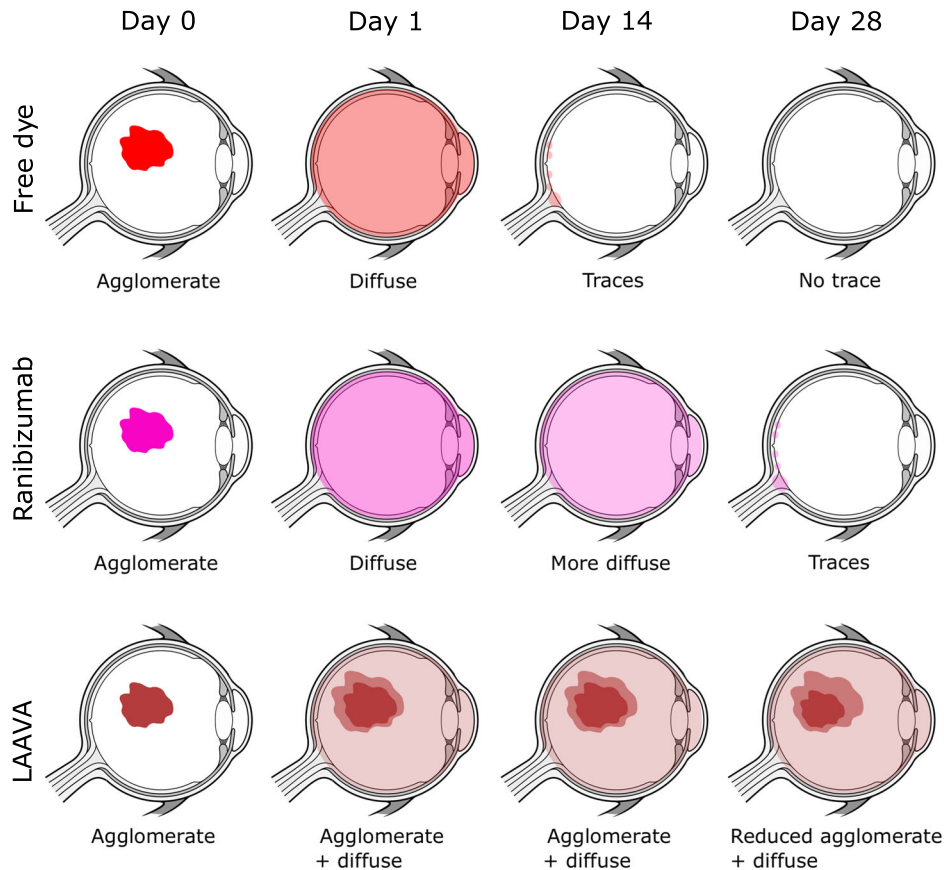 Day 0
Day 1
Day 14
Day 28
Free dye
Agglomerate
Diffuse
Traces
No trace
Ranibizumab
Agglomerate
Diffuse
More diffuse
Traces
LAAVA
Agglomerate
Agglomerate
+ diffuse
Agglomerate
+ diffuse
Reduced agglomerate
+ diffuse